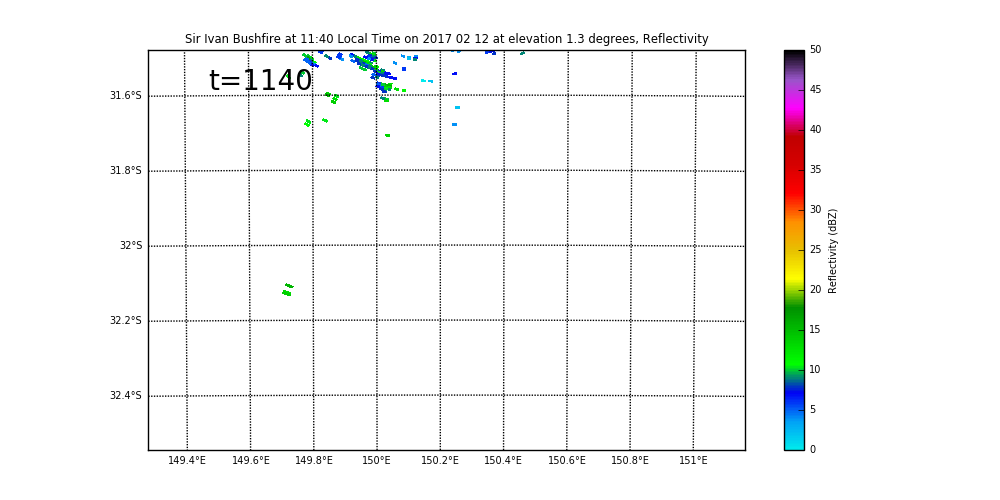 Sir Ivan Bushfire at 11:40 Local Time on 2017 02 12 at elevation 1.3 degrees, Reflectivity
t=1140
31.6°S
31.8°S
32°S
32.2°S
32.4°S
149.4°E 149.6°E 149.8°E 150°E 150.2°E 150.4°E 150.6°E 150.8°E 151°E
50
45
40
35
30
25
20
15
10
5
0
Reflectivity (dBZ)